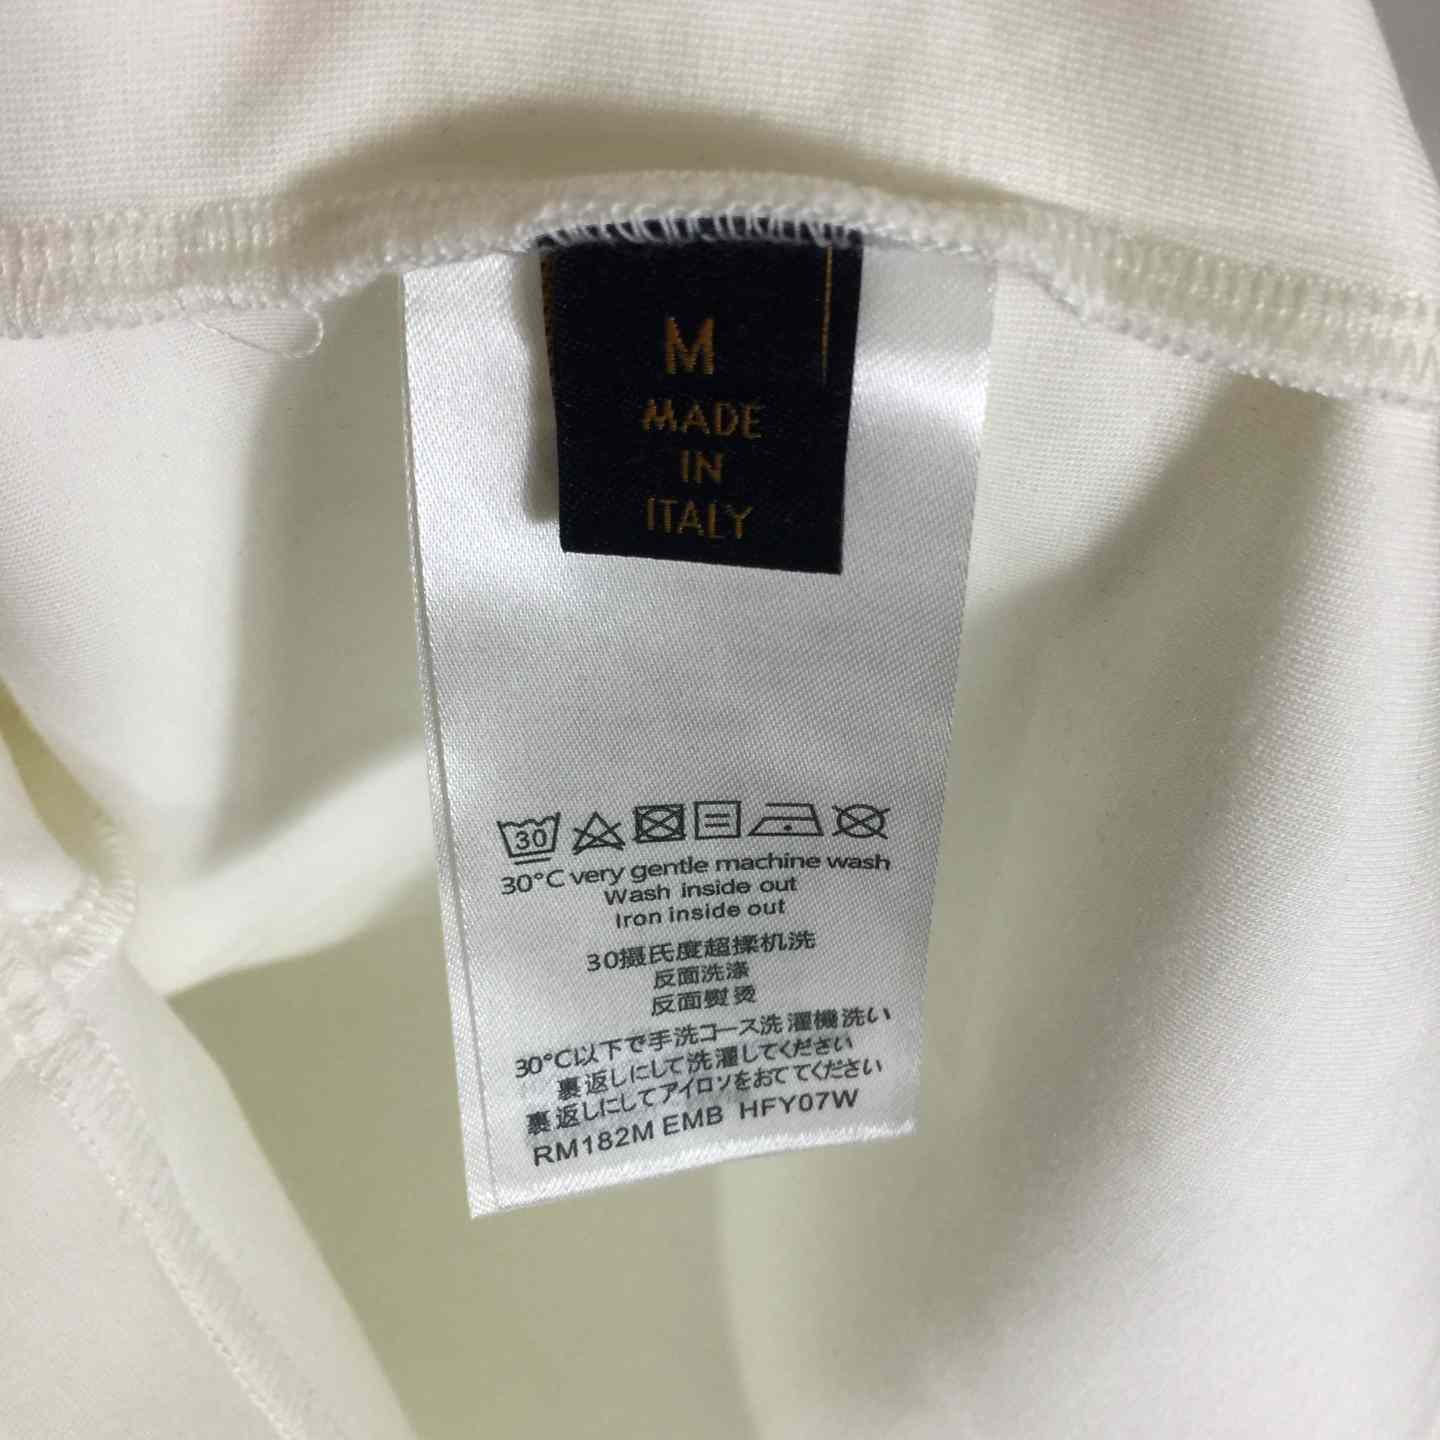 M
MADE
IN
ITALY
30
30°C very gentle machine wash
Wash inside out
Iron inside out
30摄氏度超揉机洗
反面洗涤
反面熨烫
30°C以下で手洗コース洗濯機洗い
裏返しにして洗濯してください
裏返しにしてアイロソをおててください
RM182M EMB HFY07W